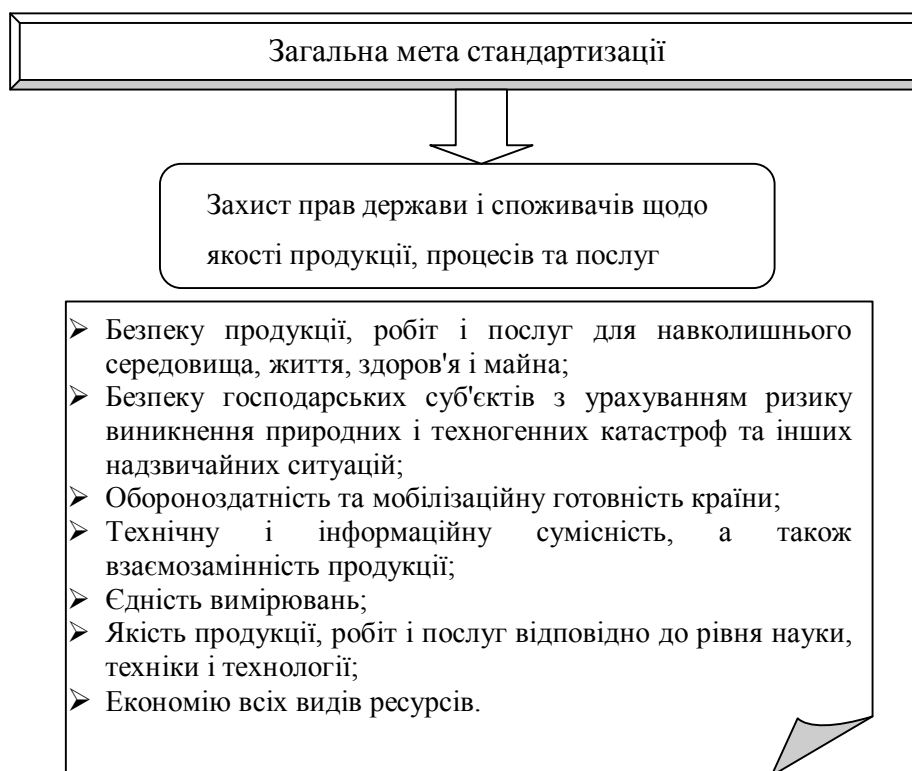 Загальна мета стандартизації
Захист прав держави і споживачів щодо
якості продукції, процесів та послуг
➢ Безпеку продукції, робіт і послуг для навколишнього
середовища, життя, здоров'я і майна;
➢ Безпеку господарських суб'єктів з урахуванням ризику
виникнення природних і техногенних катастроф та інших
надзвичайних ситуацій;
➢ Обороноздатність та мобілізаційну готовність країни;
➢ Технічну і інформаційну сумісність, а також
взаємозамінність продукції;
➢ Єдність вимірювань;
➢ Якість продукції, робіт і послуг відповідно до рівня науки,
техніки і технології;
➢ Економію всіх видів ресурсів.